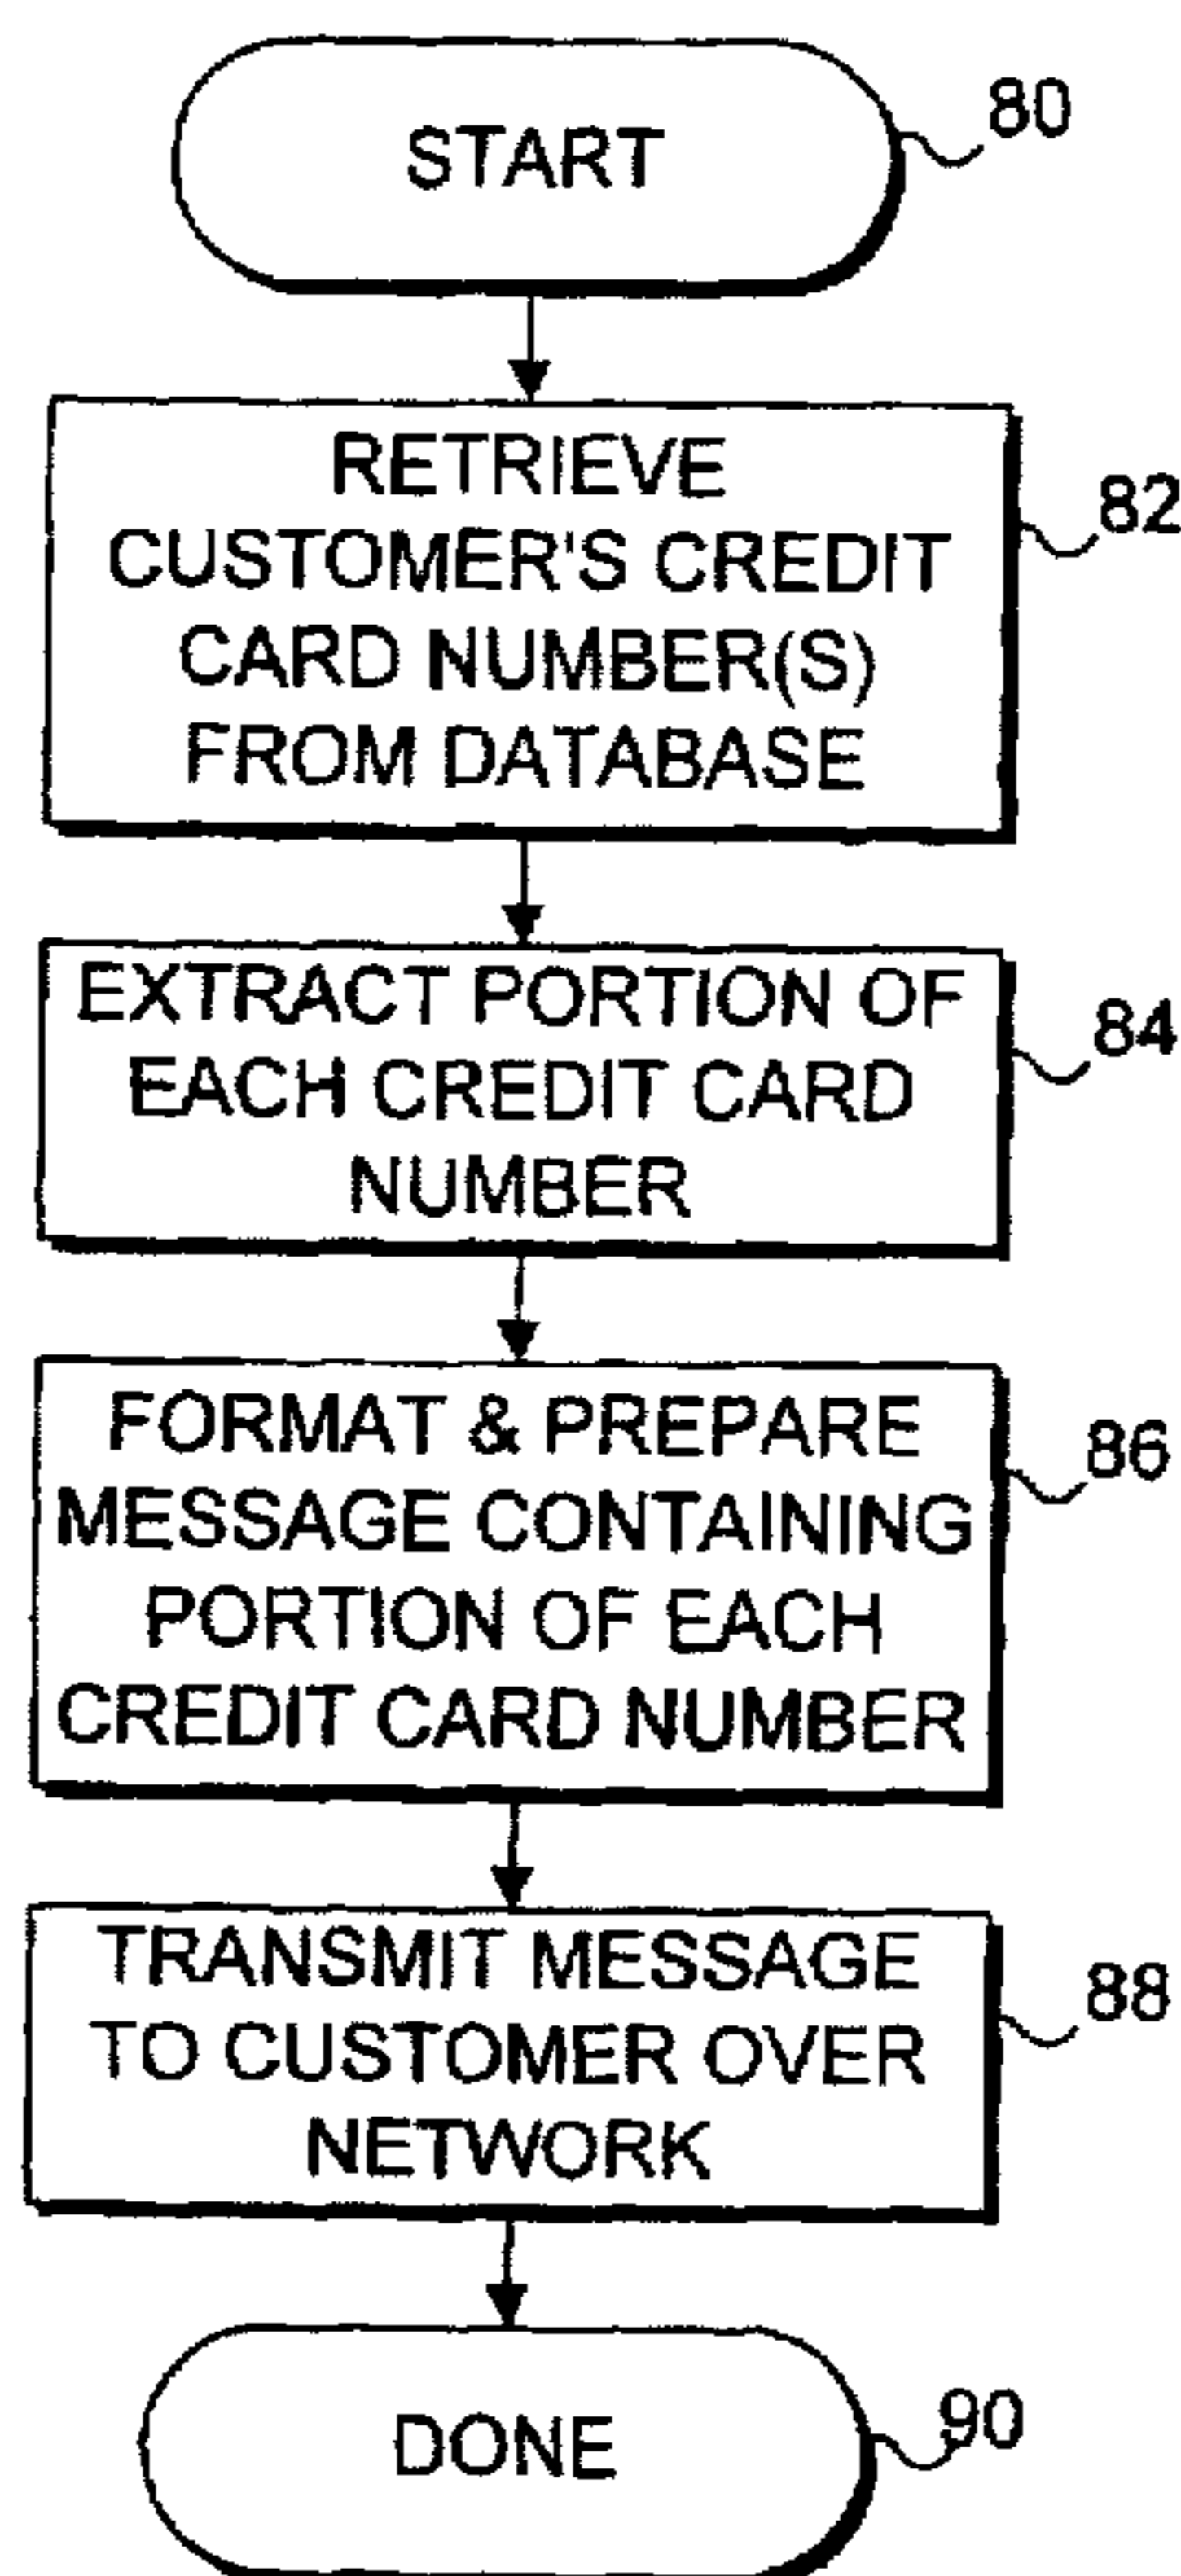 START
80
RETRIEVE
CUSTOMER'S CREDIT
CARD NUMBER(S)
FROM DATABASE
82
EXTRACT PORTION OF
EACH CREDIT CARD
NUMBER
84
FORMAT & PREPARE
MESSAGE CONTAINING
PORTION OF EACH
CREDIT CARD NUMBER
86
TRANSMIT MESSAGE
TO CUSTOMER OVER
NETWORK
88
DONE
90